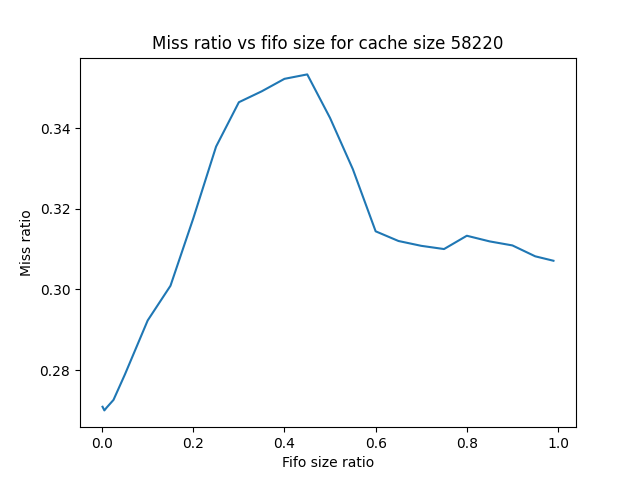 Miss ratio vs fifo size for cache size 58220
Miss ratio
0.34
0.32
0.30
0.28
0.0 0.2 0.4 0.6 0.8 1.0
Fifo size ratio